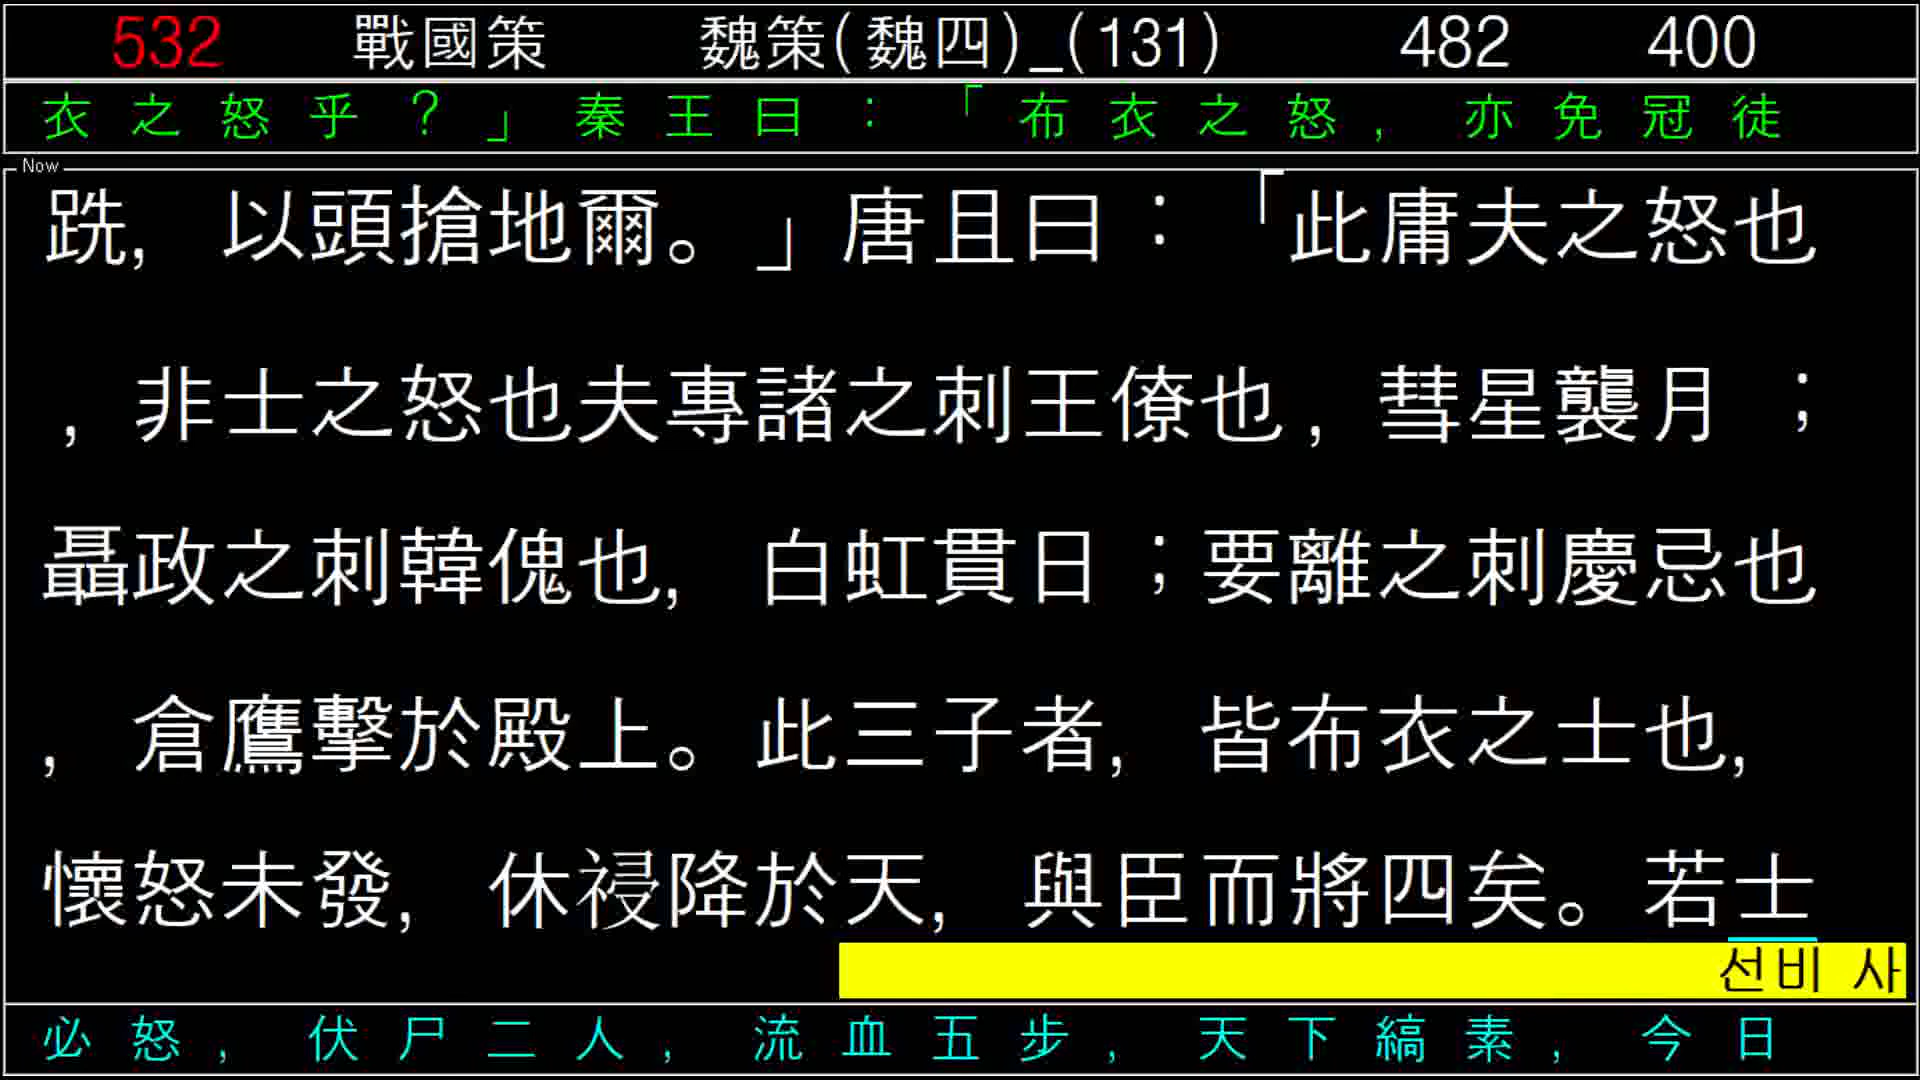 532 戰國策 魏策(魏四)_(131) 482 400
衣之怒乎？」秦王曰：「布衣之怒，亦免冠徒
Now
跣，以頭搶地爾。」唐且曰：「此庸夫之怒也
，非士之怒也夫專諸之刺王僚也，彗星襲月；
聶政之刺韓傀也，白虹貫日；要離之刺慶忌也
，倉鷹擊於殿上。此三子者，皆布衣之士也，
懷怒未發，休祲降於天，與臣而將四矣。若士
선비 사
必怒，伏尸二人，流血五步，天下縞素，今日